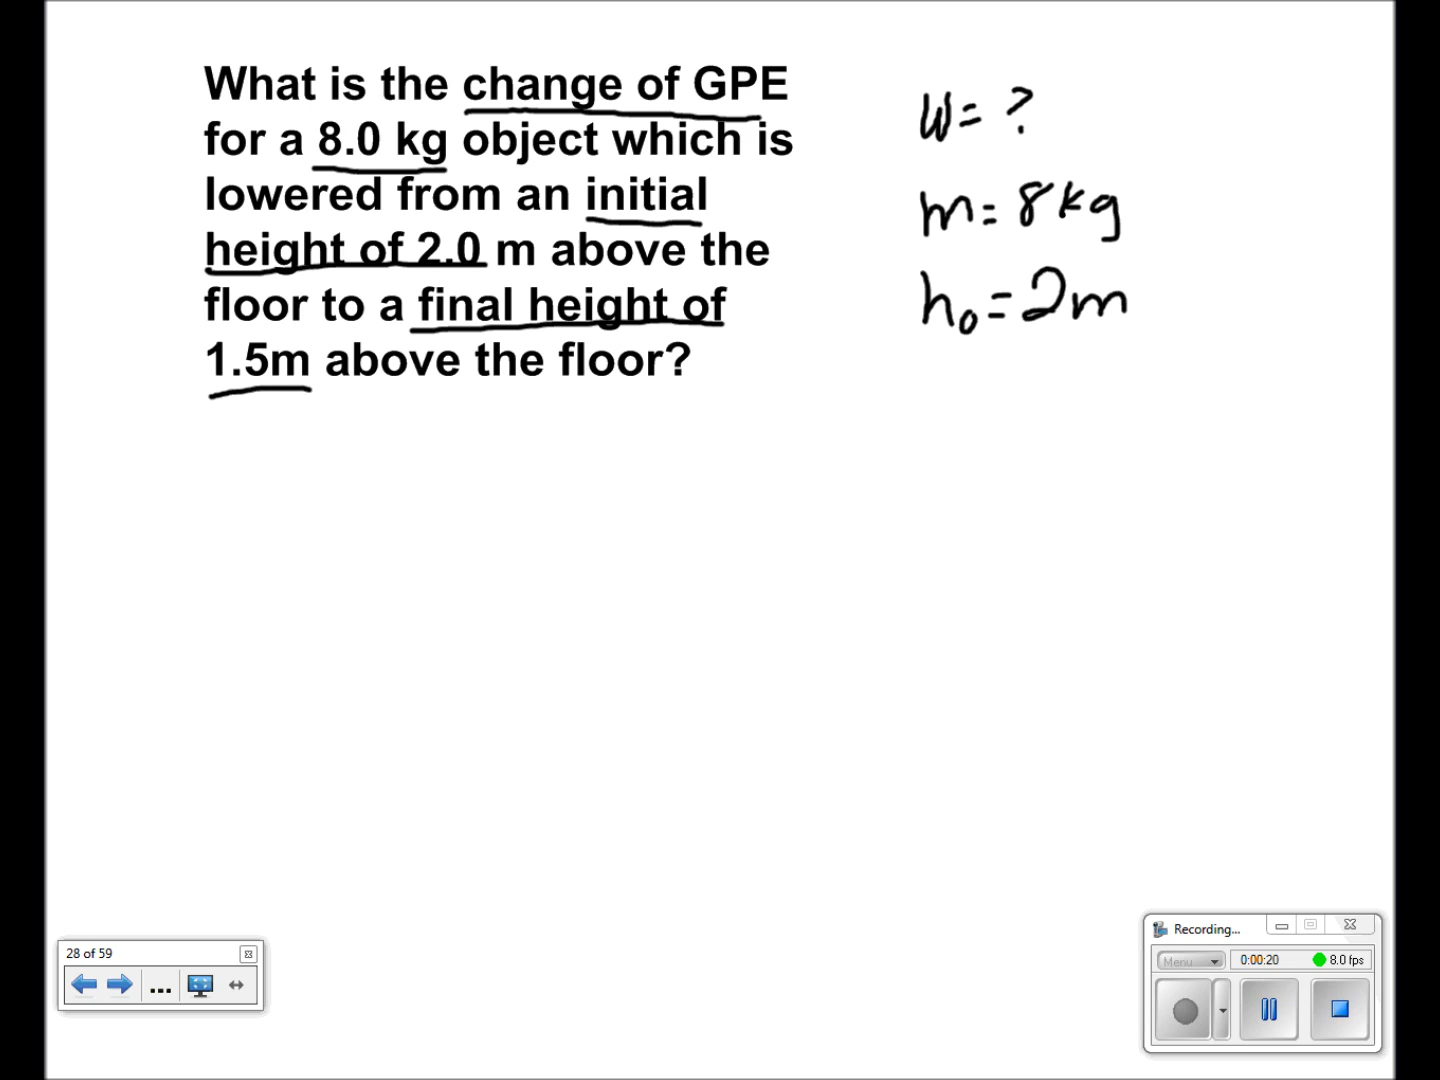 What is the change of GPE
for a 8.0 kg object which is
lowered from an initial
height of 2.0 m above the
floor to a final height of
1.5m above the floor?
W = ?
m = 8 kg
h₀ = 2m
28 of 59
...
Recording...
Menu
0:00:20
8.0 fps